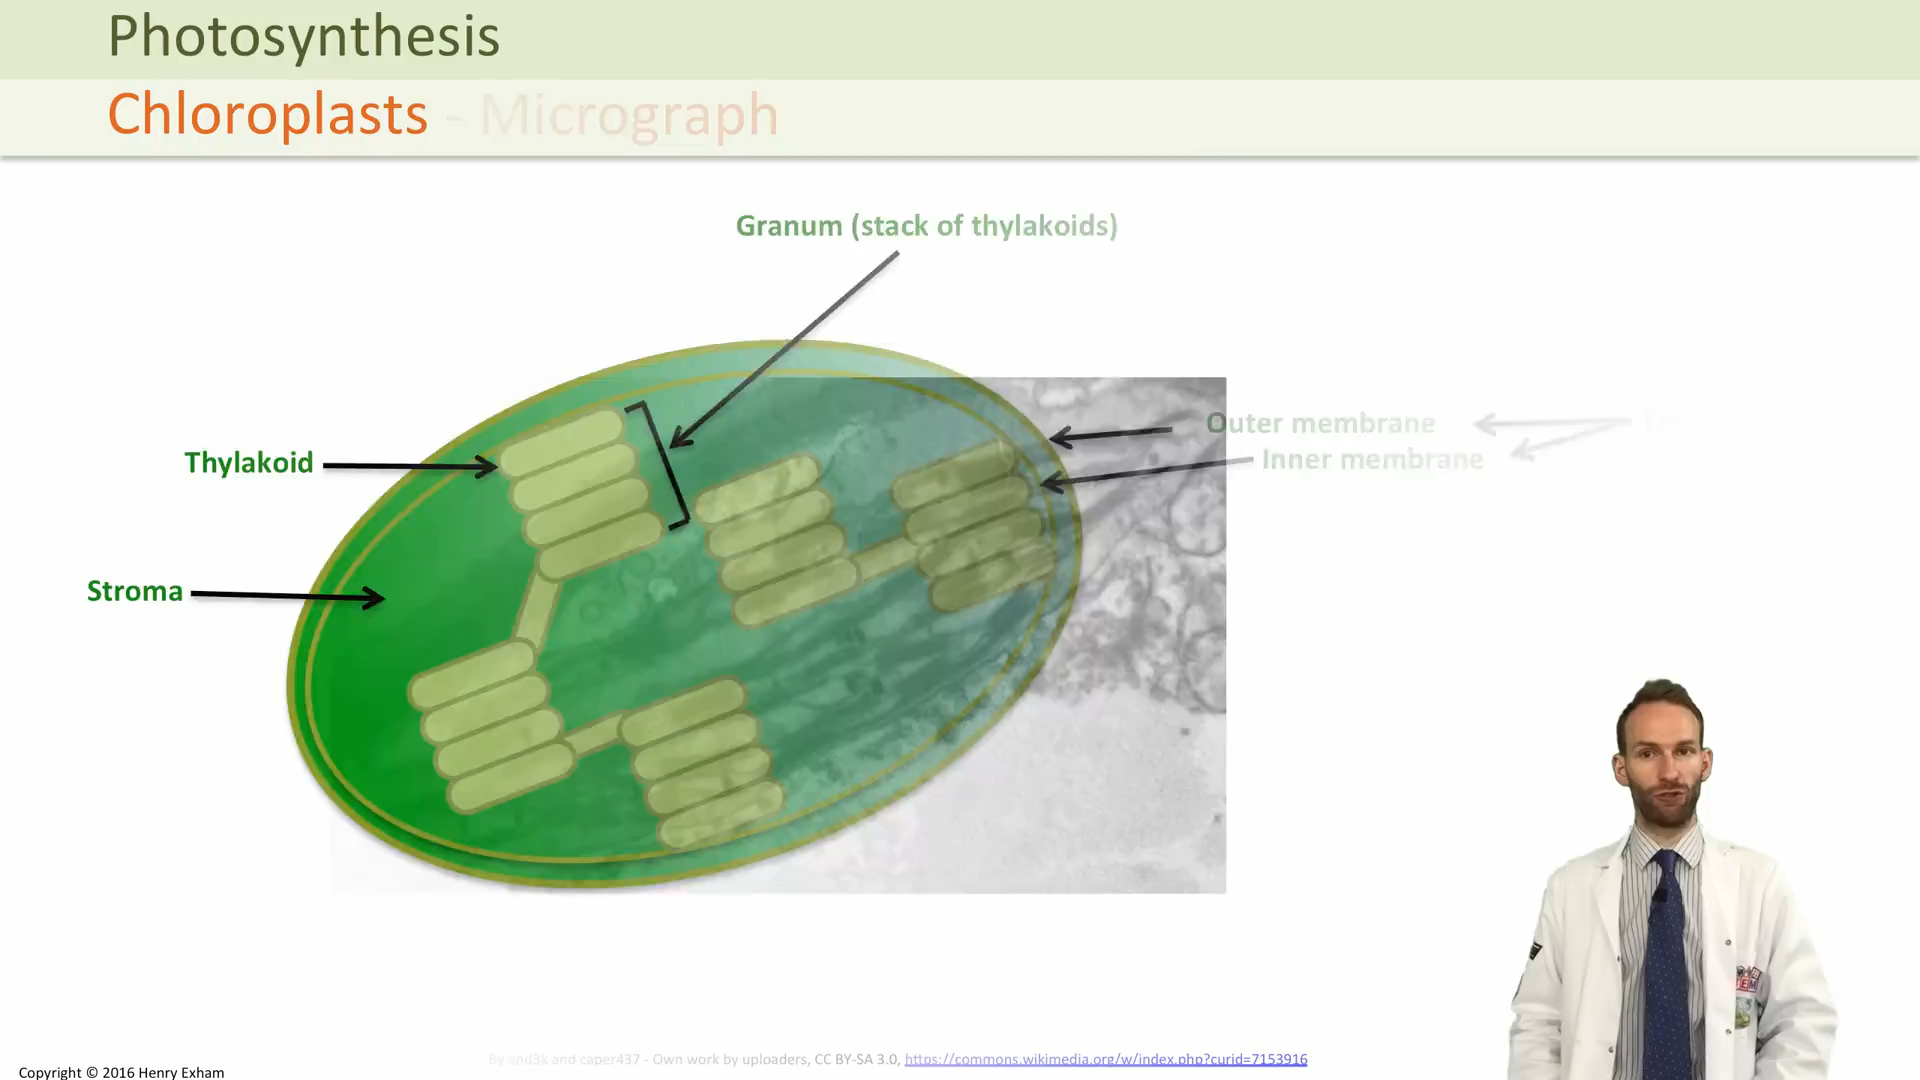 Photosynthesis
Chloroplasts - Micrograph
Granum (stack of thylakoids)
Outer membrane
Inner membrane
Thylakoid
Stroma
By and3k and caper437 - Own work by uploaders, CC BY-SA 3.0, https://commons.wikimedia.org/w/index.php?curid=7153916
Copyright © 2016 Henry Exham